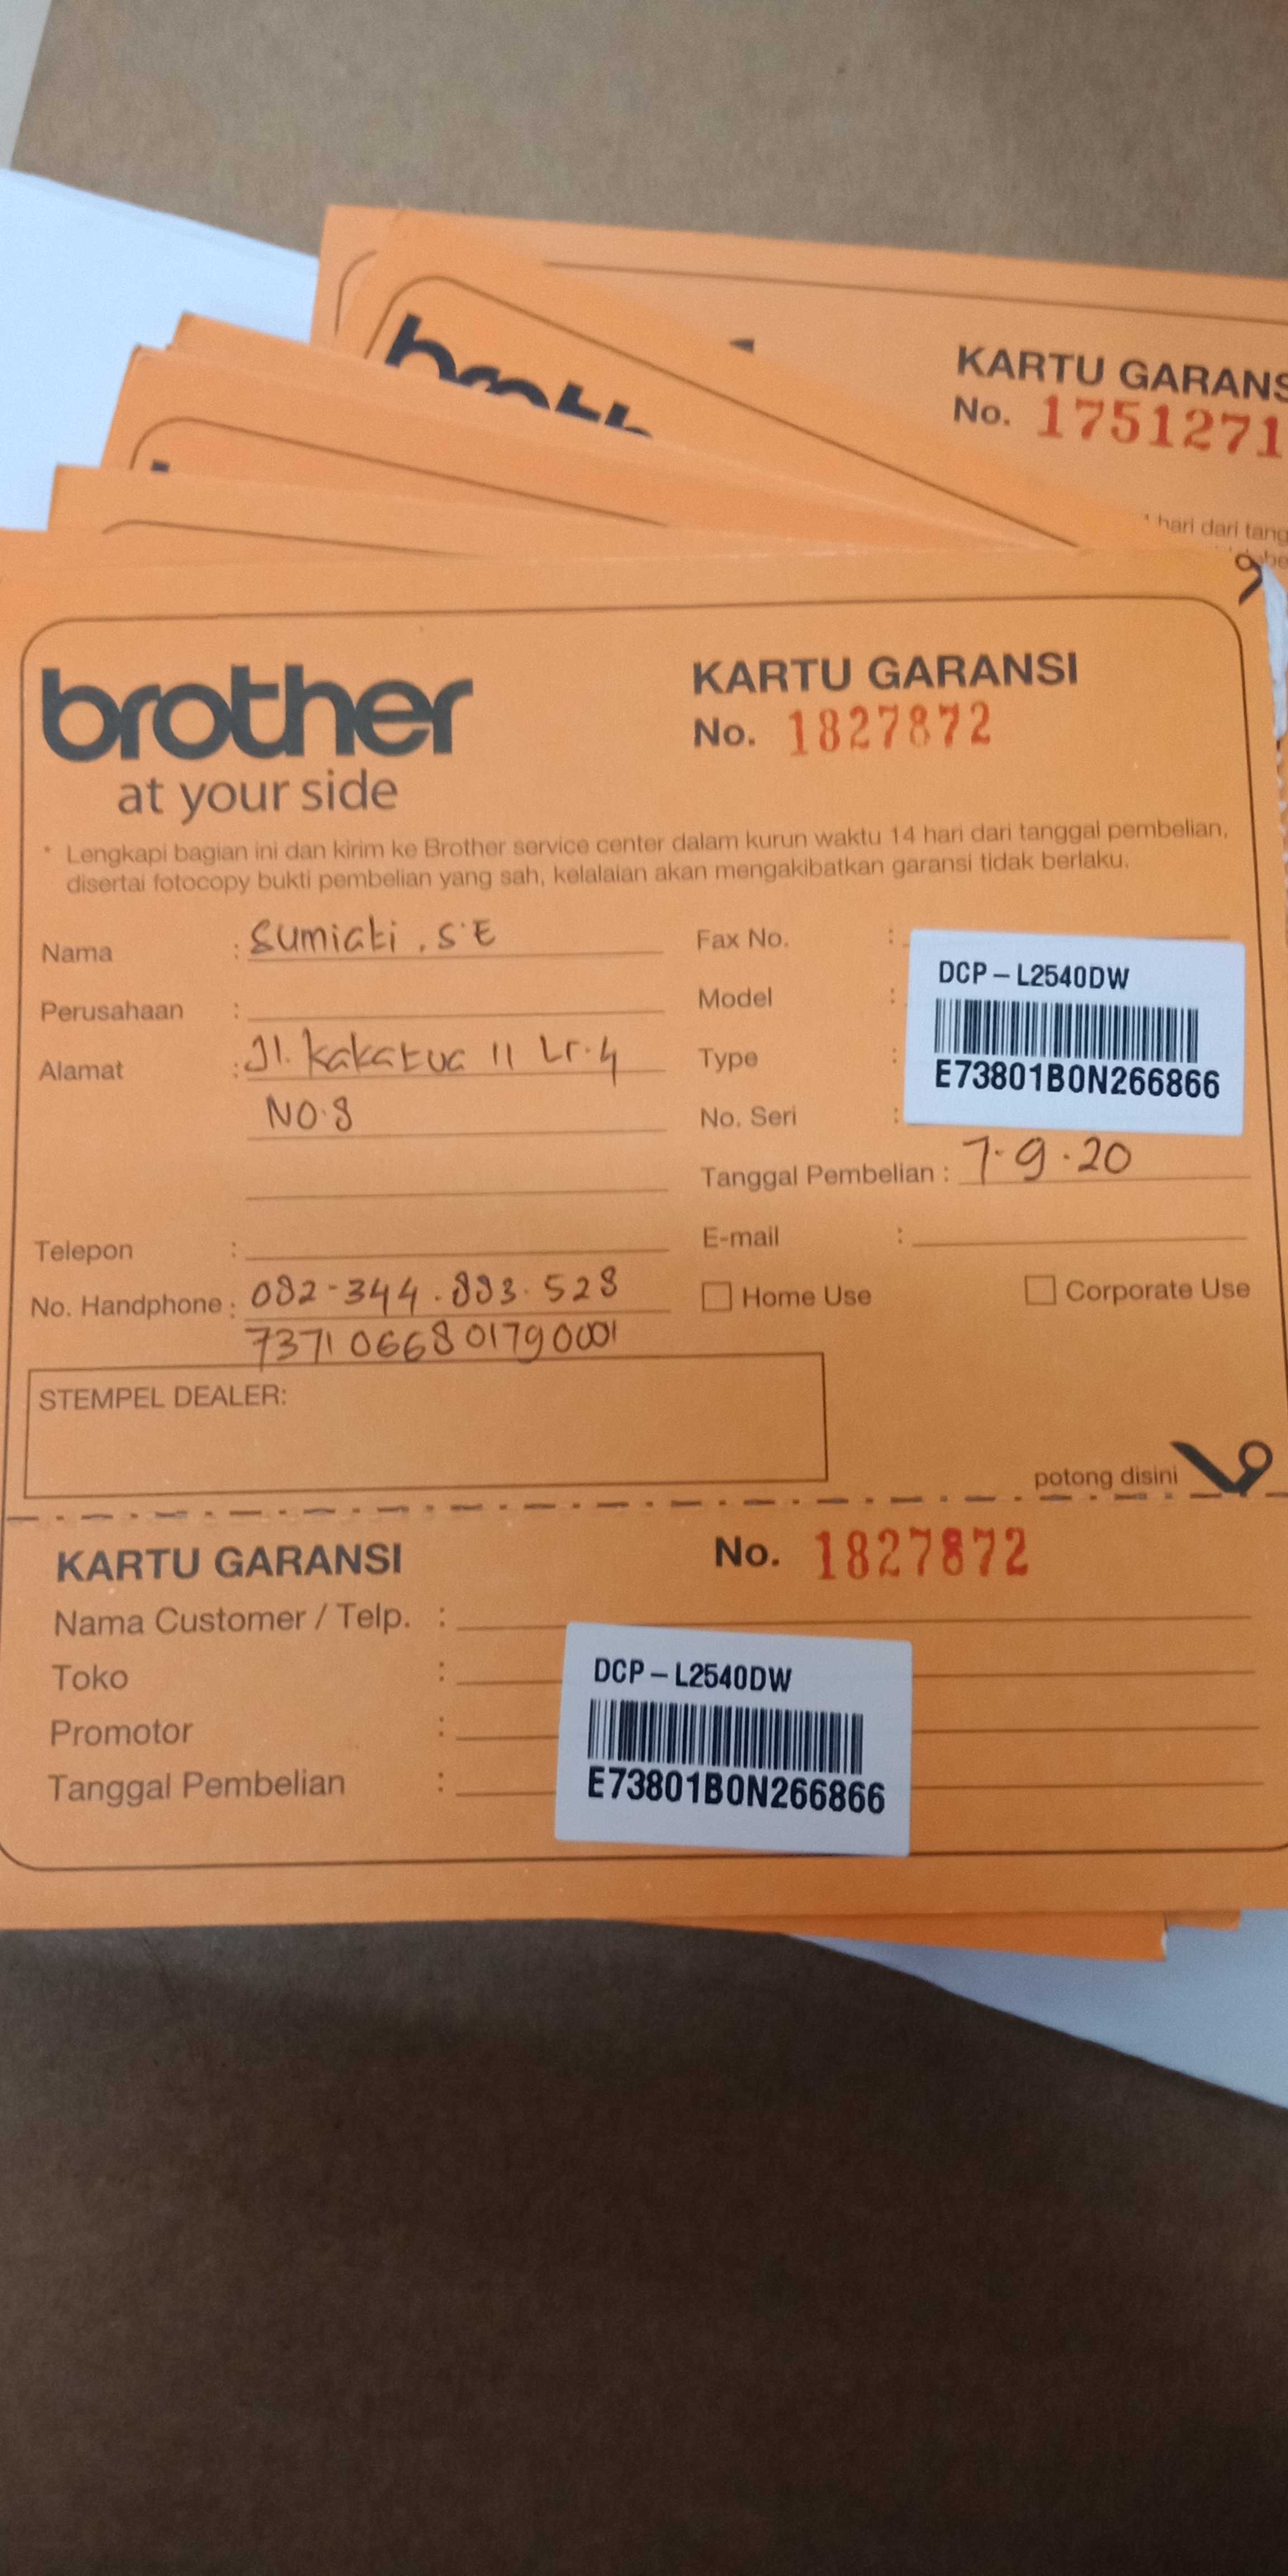 KARTU GARANS
No. 1751271
hari dari tang
brother
at your side
KARTU GARANSI
No. 1827872
* Lengkapi bagian ini dan kirim ke Brother service center dalam kurun waktu 14 hari dari tanggal pembelian,
disertai fotocopy bukti pembelian yang sah, kelalaian akan mengakibatkan garansi tidak berlaku.
Nama : Sumiati . S.E
Perusahaan :
Alamat : Jl. Kakatua II Lr. 4
NO. 8
Telepon :
No. Handphone : 082-344.883.528
7371066801790001
Fax No. :
Model :
Type :
No. Seri :
DCP-L2540DW
E73801B0N266866
Tanggal Pembelian : 7.9.20
E-mail :
Home Use
Corporate Use
STEMPEL DEALER:
potong disini
KARTU GARANSI
No. 1827872
Nama Customer / Telp. :
Toko :
Promotor :
Tanggal Pembelian :
DCP-L2540DW
E73801B0N266866